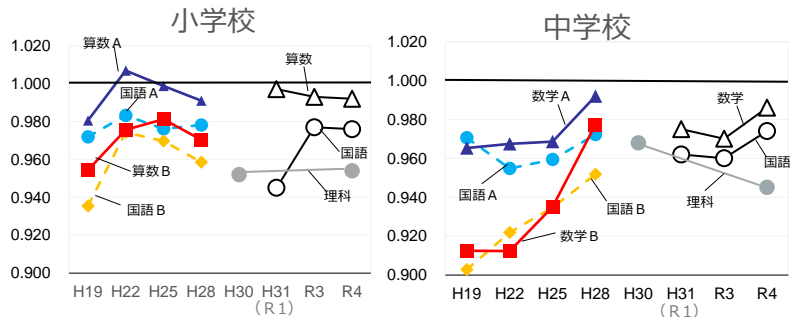 小学校
1.020
1.000
0.980
0.960
0.940
0.920
0.900
算数A
国語A
算数B
国語B
算数
国語
理科
H19 H22 H25 H28 H30 H31 R3 R4
（R1）
中学校
1.020
1.000
0.980
0.960
0.940
0.920
0.900
数学A
国語A
国語B
数学B
数学
国語
理科
H19 H22 H25 H28 H30 H31 R3 R4
（R1）